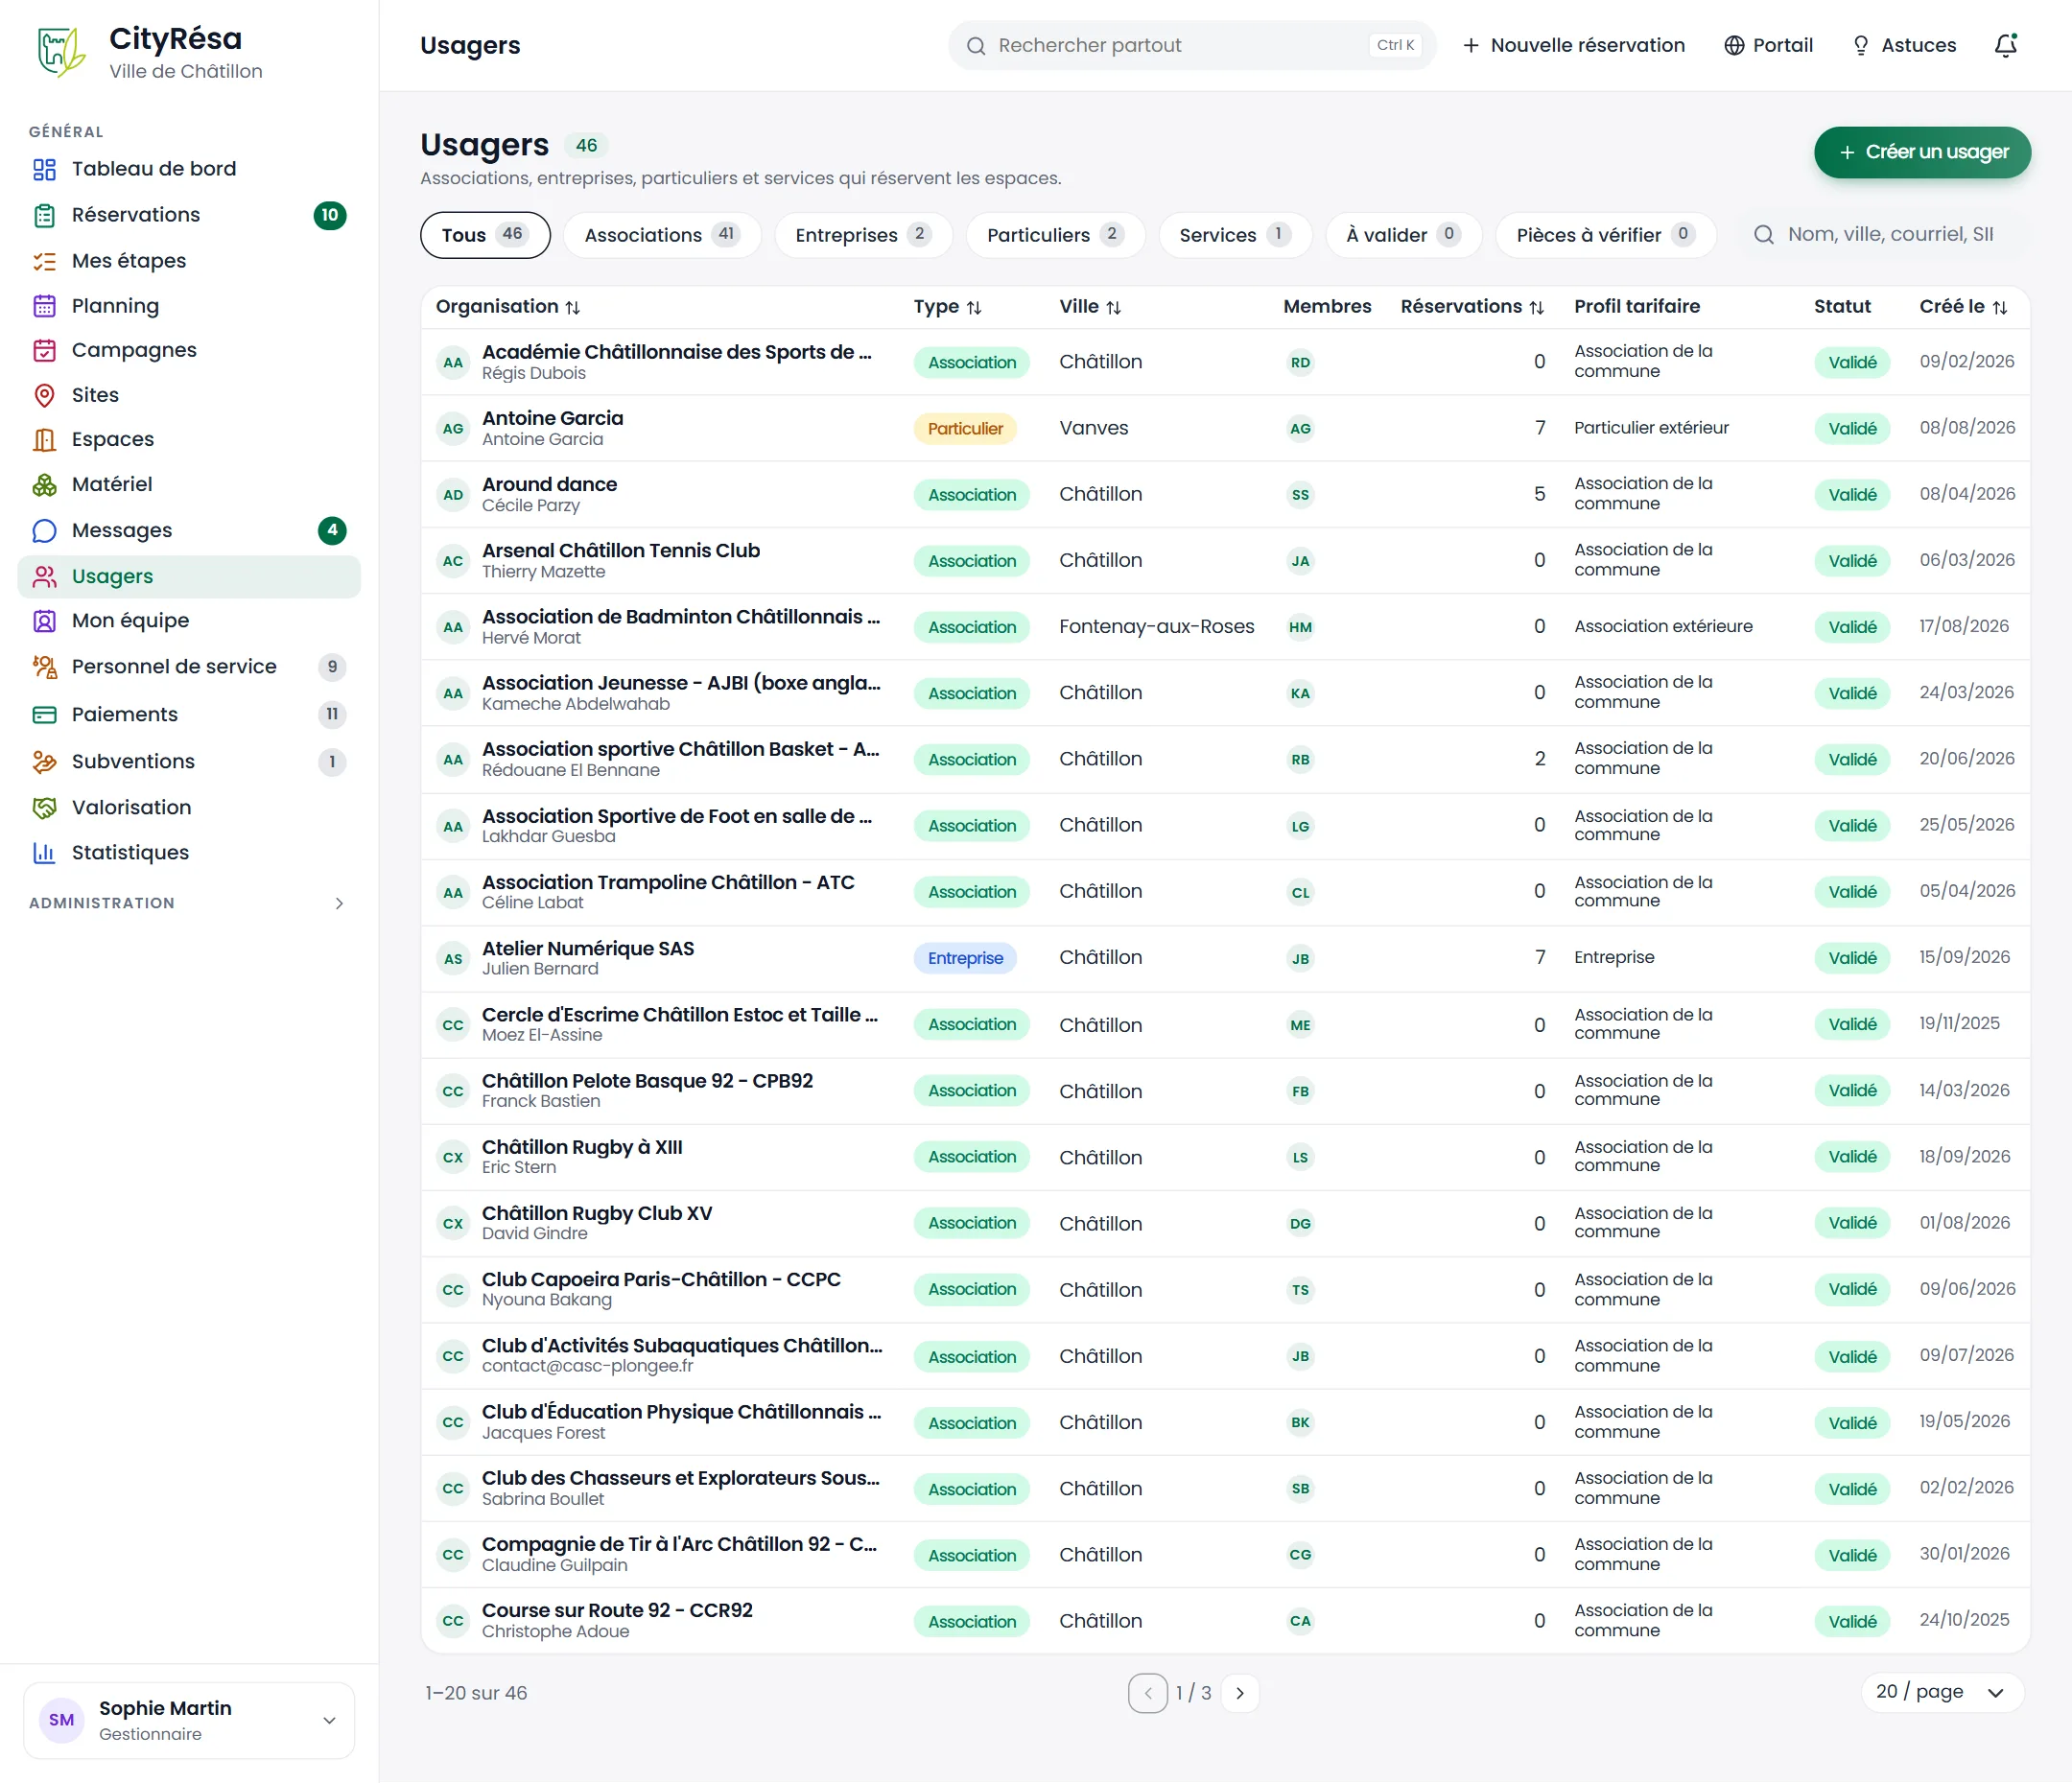 CityRésa
Ville de Châtillon
GÉNÉRAL
Tableau de bord
Réservations 10
Mes étapes
Planning
Campagnes
Sites
Espaces
Matériel
Messages 4
Usagers
Mon équipe
Personnel de service 9
Paiements 11
Subventions 1
Valorisation
Statistiques
ADMINISTRATION
SM Sophie Martin
Gestionnaire
Usagers
Rechercher partout Ctrl K
Nouvelle réservation
Portail
Astuces
Usagers 46
Associations, entreprises, particuliers et services qui réservent les espaces.
Créer un usager
Tous 46 Associations 41 Entreprises 2 Particuliers 2 Services 1 À valider 0 Pièces à vérifier 0 Nom, ville, courriel, SII
Organisation Type Ville Membres Réservations Profil tarifaire Statut Créé le
AA Académie Châtillonnaise des Sports de ... Association Châtillon RD 0 Association de la commune Validé 09/02/2026
Régis Dubois
AG Antoine Garcia Particulier Vanves AG 7 Particulier extérieur Validé 08/08/2026
Antoine Garcia
AD Around dance Association Châtillon SS 5 Association de la commune Validé 08/04/2026
Cécile Parzy
AC Arsenal Châtillon Tennis Club Association Châtillon JA 0 Association de la commune Validé 06/03/2026
Thierry Mazette
AA Association de Badminton Châtillonnais ... Association Fontenay-aux-Roses HM 0 Association extérieure Validé 17/08/2026
Hervé Morat
AA Association Jeunesse - AJBI (boxe angla... Association Châtillon KA 0 Association de la commune Validé 24/03/2026
Kameche Abdelwahab
AA Association sportive Châtillon Basket - A... Association Châtillon RB 2 Association de la commune Validé 20/06/2026
Rédouane El Bennane
AA Association Sportive de Foot en salle de ... Association Châtillon LG 0 Association de la commune Validé 25/05/2026
Lakhdar Guesba
AA Association Trampoline Châtillon - ATC Association Châtillon CL 0 Association de la commune Validé 05/04/2026
Céline Labat
AS Atelier Numérique SAS Entreprise Châtillon JB 7 Entreprise Validé 15/09/2026
Julien Bernard
CC Cercle d'Escrime Châtillon Estoc et Taille ... Association Châtillon ME 0 Association de la commune Validé 19/11/2025
Moez El-Assine
CC Châtillon Pelote Basque 92 - CPB92 Association Châtillon FB 0 Association de la commune Validé 14/03/2026
Franck Bastien
CX Châtillon Rugby à XIII Association Châtillon LS 0 Association de la commune Validé 18/09/2026
Eric Stern
CX Châtillon Rugby Club XV Association Châtillon DG 0 Association de la commune Validé 01/08/2026
David Gindre
CC Club Capoeira Paris-Châtillon - CCPC Association Châtillon TS 0 Association de la commune Validé 09/06/2026
Nyouna Bakang
CC Club d'Activités Subaquatiques Châtillon... Association Châtillon JB 0 Association de la commune Validé 09/07/2026
contact@casc-plongee.fr
CC Club d'Éducation Physique Châtillonnais ... Association Châtillon BK 0 Association de la commune Validé 19/05/2026
Jacques Forest
CC Club des Chasseurs et Explorateurs Sous... Association Châtillon SB 0 Association de la commune Validé 02/02/2026
Sabrina Boullet
CC Compagnie de Tir à l'Arc Châtillon 92 - C... Association Châtillon CG 0 Association de la commune Validé 30/01/2026
Claudine Guilpain
CC Course sur Route 92 - CCR92 Association Châtillon CA 0 Association de la commune Validé 24/10/2025
Christophe Adoue
1–20 sur 46 1 / 3 20 / page